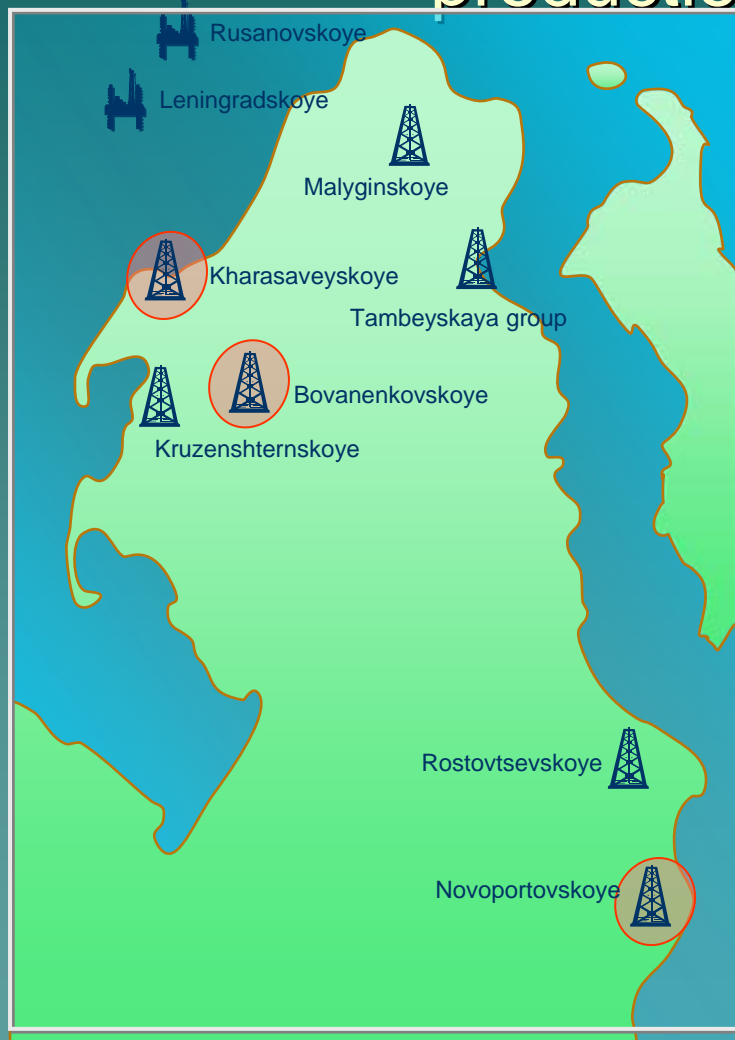 Rusanovskoye
Leningradskoye
Malyginskoye
Kharasaveyskoye
Tambeyskaya group
Bovanenkovskoye
Kruzenshternskoye
Rostovtsevskoye
Novoportovskoye